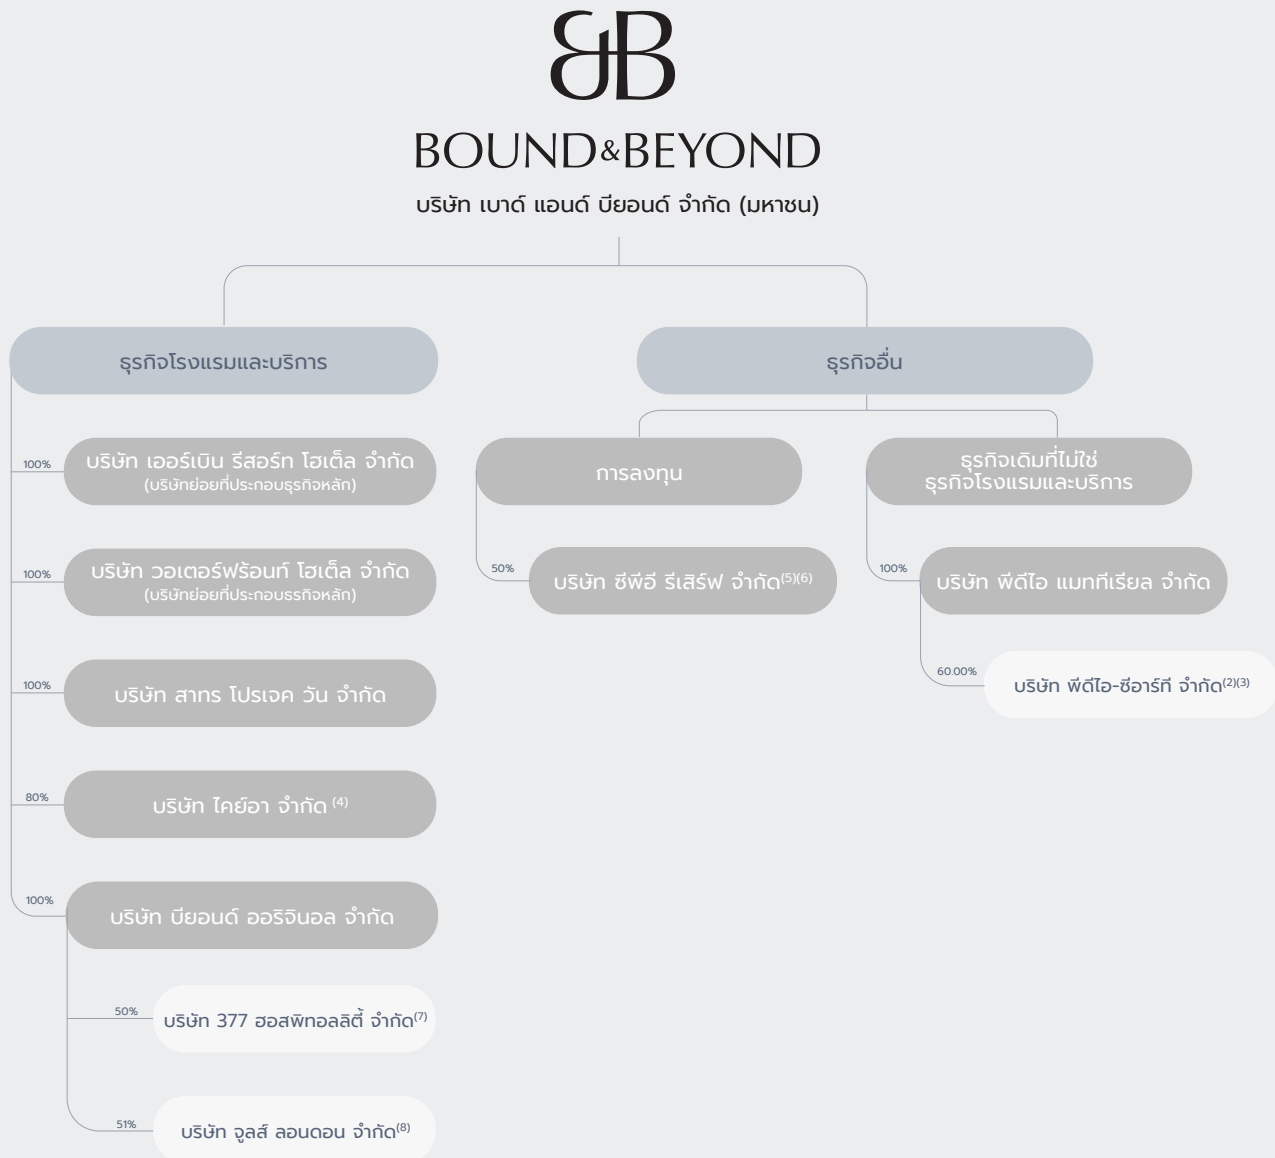 BOUND&BEYOND
บริษัท เบาด์ แอนด์ บียอนด์ จำกัด (มหาชน)
ธุรกิจโรงแรมและบริการ
100%
บริษัท เออร์เบิน รีสอร์ท โฮเต็ล จำกัด
(บริษัทย่อยที่ประกอบธุรกิจหลัก)
100%
บริษัท วอเตอร์ฟร้อนท์ โฮเต็ล จำกัด
(บริษัทย่อยที่ประกอบธรกิจหลัก)
100%
บริษัท สาทร โปรเจค วัน จำกัด
80%
บริษัท ไคย์อา จำกัด (4)
100%
บริษัท บียอนด์ ออริจินอล จำกัด
50%
บริษัท 377 ฮอสพิทอลลิตี้ จำกัด(7)
51%
บริษัท จูลส์ ลอนดอน จำกัด(8)
ธุรกิจอื่น
การลงทุน
50%
บริษัท ซีพีอี รีเสิร์ฟ จำกัด(5)(6)
ธุรกิจเดิมที่ไม่ใช่
ธุรกิจโรงแรมและบริการ
100%
บริษัท พีดีไอ แมททีเรียล จำกัด
60.00%
บริษัท พีดีไอ-ซีอาร์ที จำกัด(2)(3)